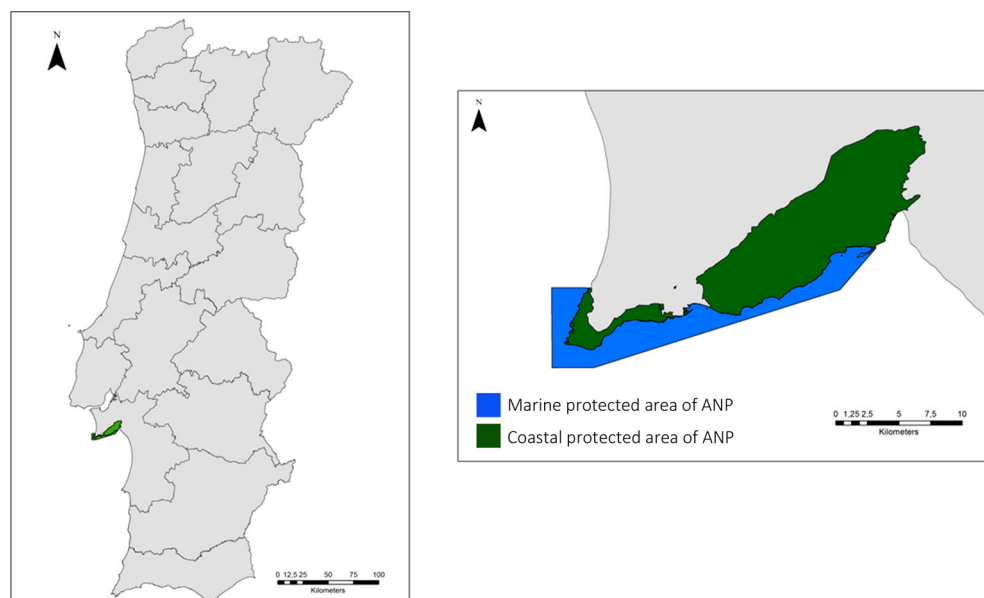 N
0 12,5 25 50 75 100
Kilometers
N
Marine protected area of ANP
Coastal protected area of ANP
0 1,25 2,5 5 7,5 10
Kilometers